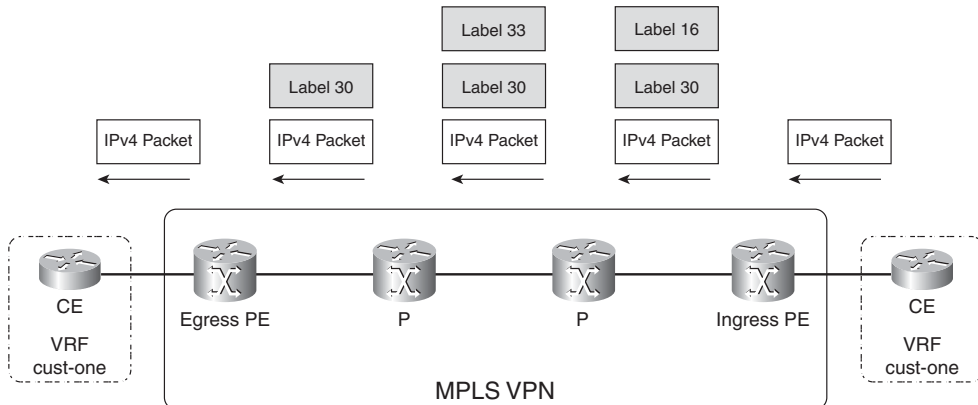 Label 33
Label 16
Label 30
Label 30
Label 30
IPv4 Packet
IPv4 Packet
IPv4 Packet
IPv4 Packet
IPv4 Packet
CE
Egress PE
P
P
Ingress PE
CE
VRF
cust-one
VRF
cust-one
MPLS VPN